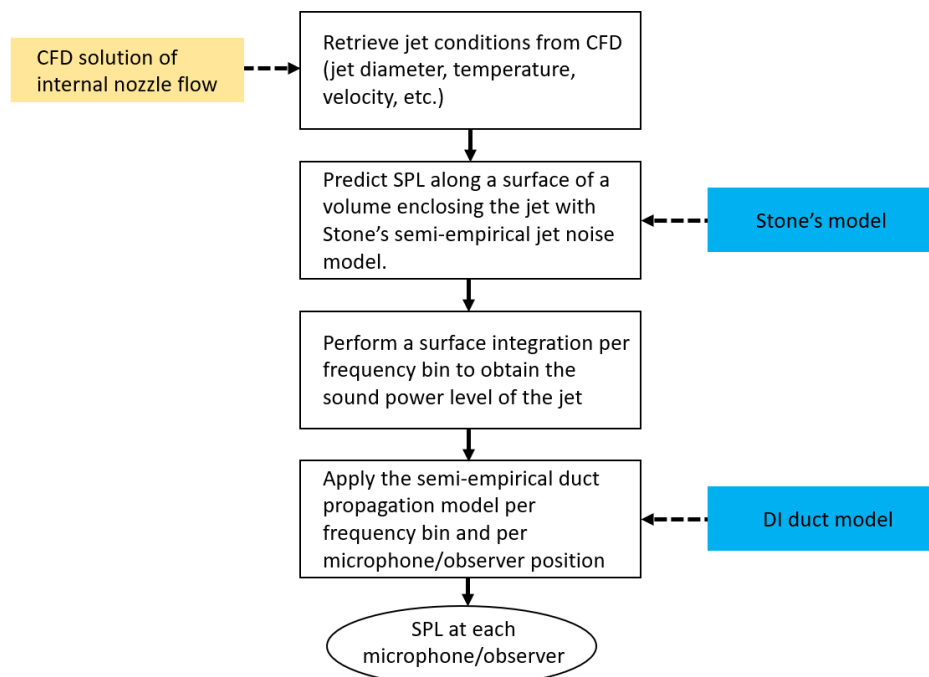 CFD solution of
internal nozzle flow
Retrieve jet conditions from CFD
(jet diameter, temperature,
velocity, etc.)
Predict SPL along a surface of a
volume enclosing the jet with
Stone's semi-empirical jet noise
model.
Stone's model
Perform a surface integration per
frequency bin to obtain the
sound power level of the jet
Apply the semi-empirical duct
propagation model per
frequency bin and per
microphone/observer position
DI duct model
SPL at each
microphone/observer